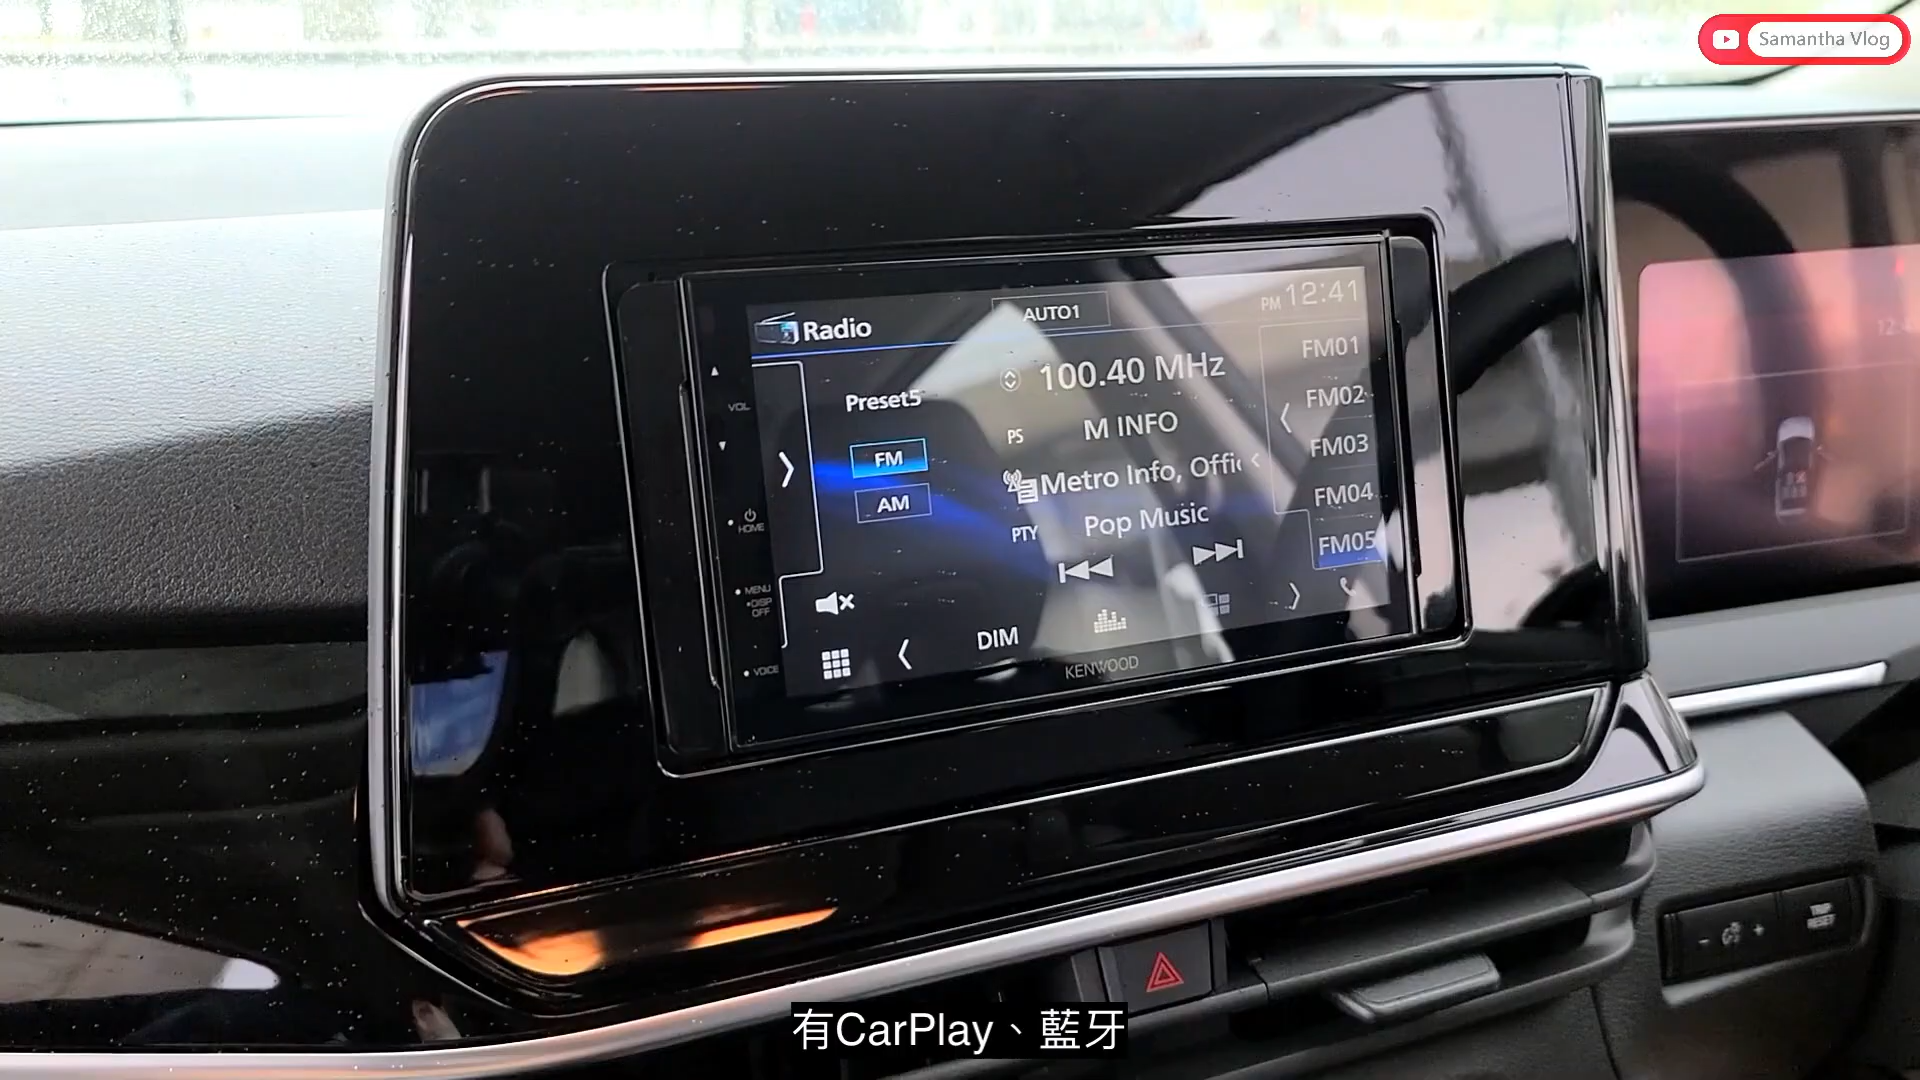 Samantha Vlog
Radio
AUTO1
PM 12:41
Preset5
100.40 MHz
FM01
FM02
FM03
FM04
FM05
PS M INFO
FM
AM
Metro Info, Offi
PTY Pop Music
DIM
KENWOOD
VOL
HOME
MENU
DISP
OFF
VOICE
TRIP
RESET
有CarPlay、藍牙